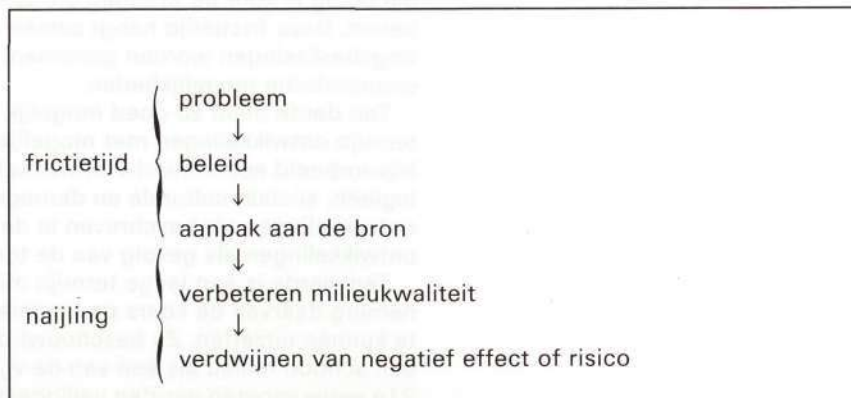 probleem
↓
frictietijd { beleid
↓
aanpak aan de bron
↓
naijling { verbeteren milieukwaliteit
↓
verdwijnen van negatief effect of risico